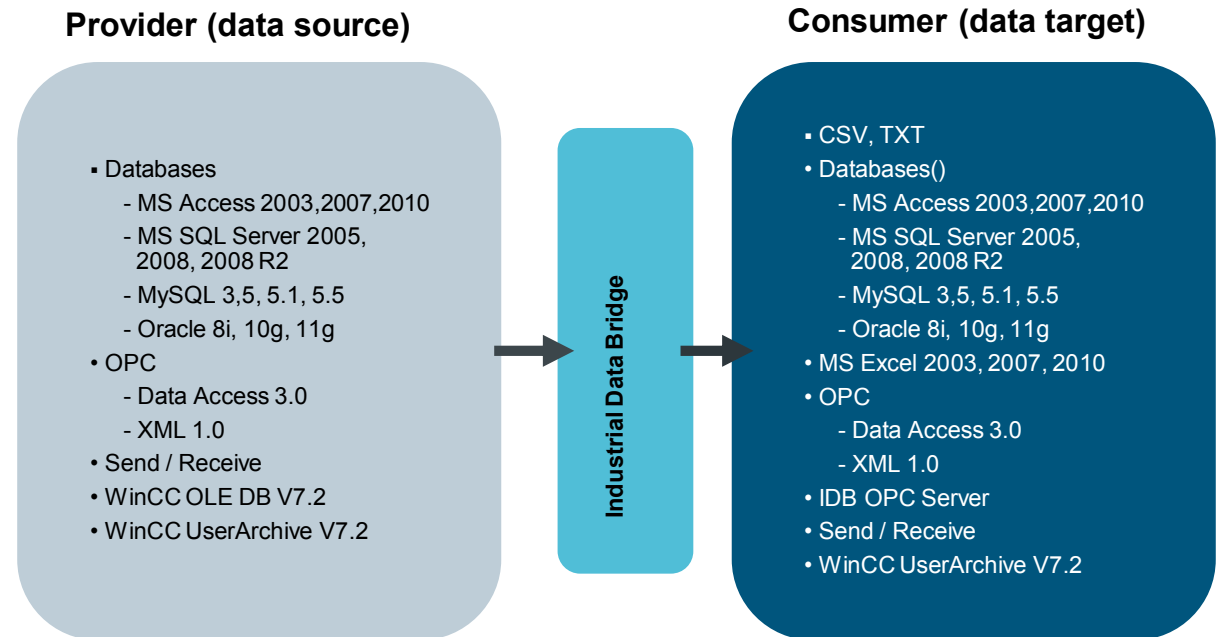 Provider (data source)
▪ Databases
- MS Access 2003,2007,2010
- MS SQL Server 2005,
2008, 2008 R2
- MySQL 3,5, 5.1, 5.5
- Oracle 8i, 10g, 11g
• OPC
- Data Access 3.0
- XML 1.0
• Send / Receive
• WinCC OLE DB V7.2
• WinCC UserArchive V7.2
Industrial Data Bridge
Consumer (data target)
▪ CSV, TXT
• Databases()
- MS Access 2003,2007,2010
- MS SQL Server 2005,
2008, 2008 R2
- MySQL 3,5, 5.1, 5.5
- Oracle 8i, 10g, 11g
• MS Excel 2003, 2007, 2010
• OPC
- Data Access 3.0
- XML 1.0
• IDB OPC Server
• Send / Receive
• WinCC UserArchive V7.2